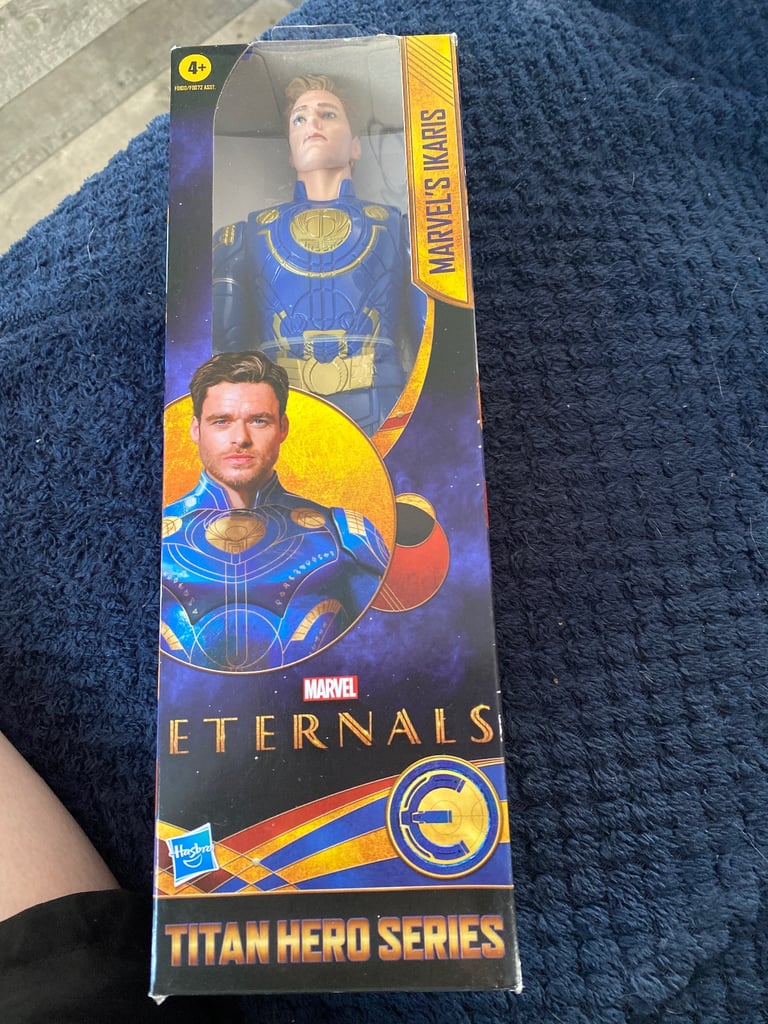 4+
MARVEL'S IKARIS
MARVEL
ETERNALS
Hasbro
TITAN HERO SERIES